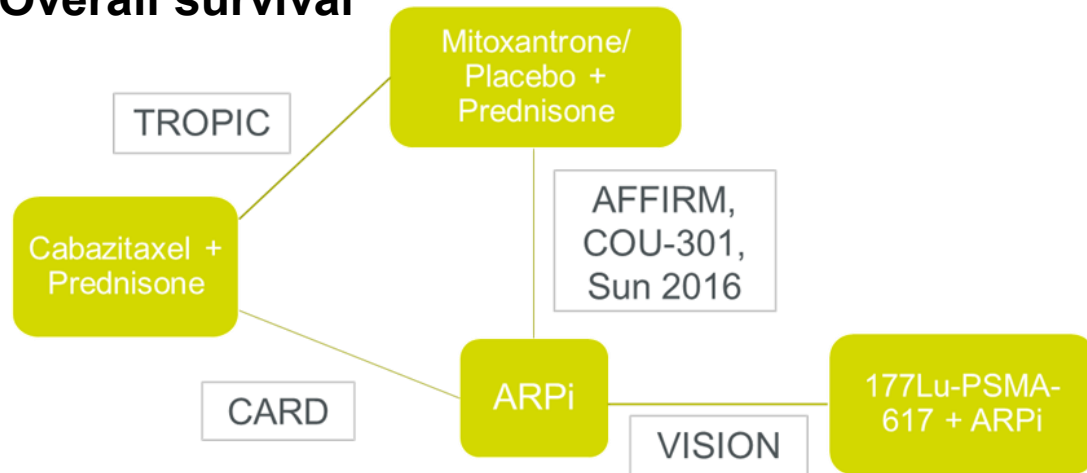 Overall survival
Mitoxantrone/
Placebo +
Prednisone
TROPIC
AFFIRM,
COU-301,
Sun 2016
Cabazitaxel +
Prednisone
CARD
ARPi
VISION
177Lu-PSMA-
617 + ARPi